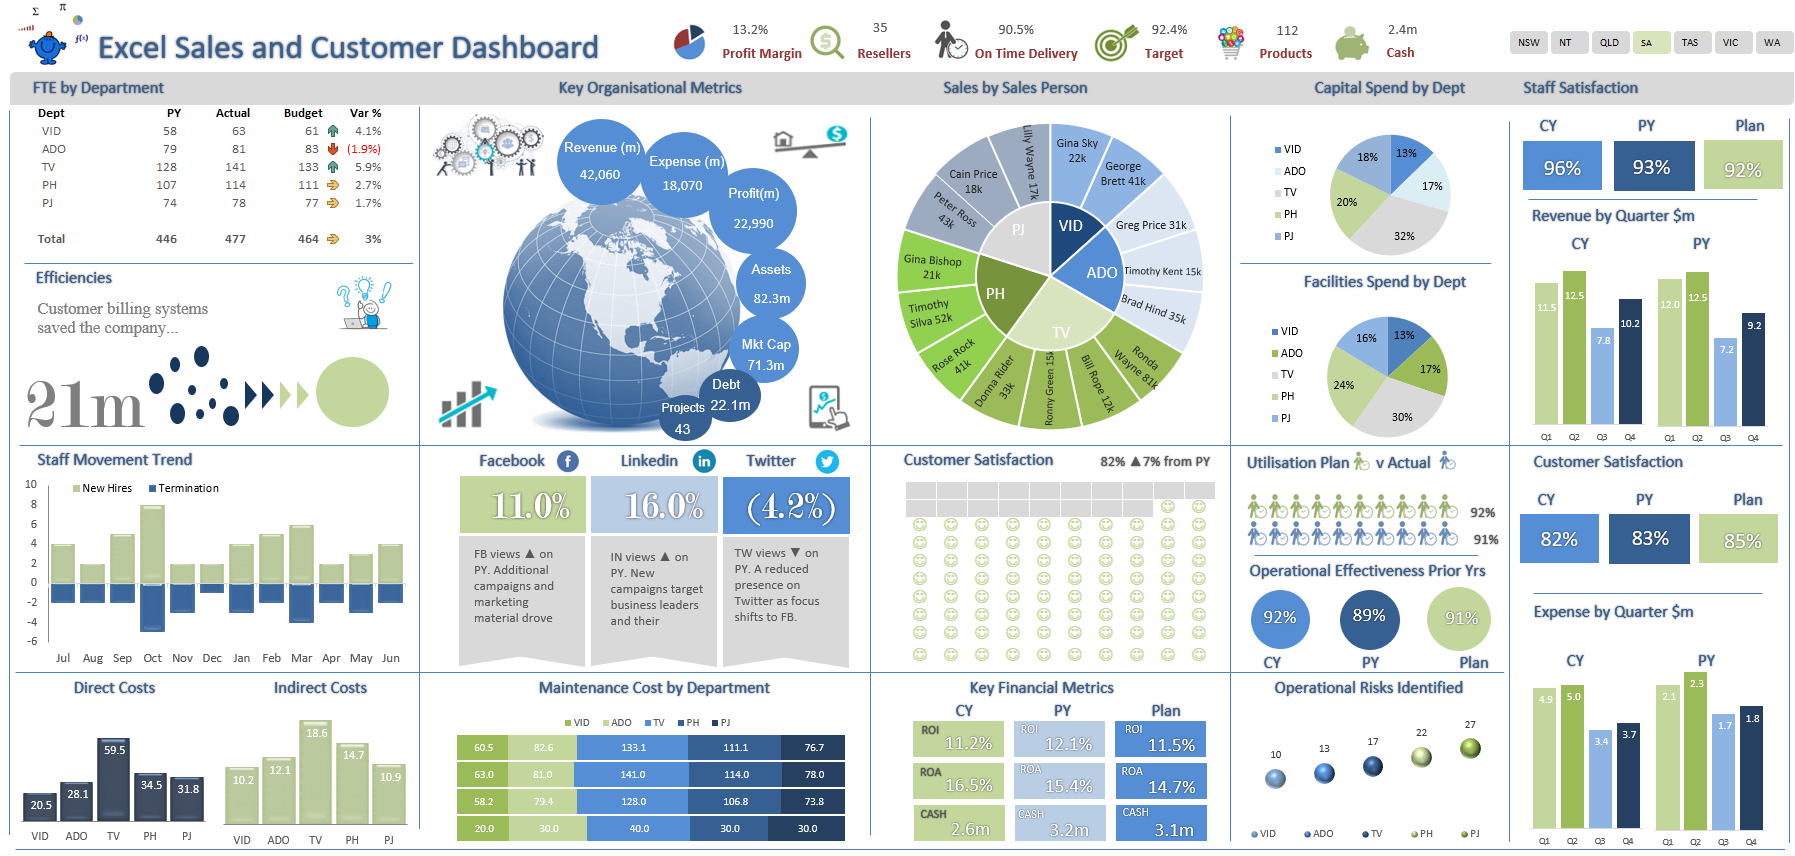 Σ π
f(x)
Excel Sales and Customer Dashboard
13.2%
Profit Margin
35
Resellers
90.5%
On Time Delivery
92.4%
Target
112
Products
2.4m
Cash
NSW NT QLD SA TAS VIC WA
FTE by Department
Dept PY Actual Budget Var %
VID 58 63 61 4.1%
ADO 79 81 83 (1.9%)
TV 128 141 133 5.9%
PH 107 114 111 2.7%
PJ 74 78 77 1.7%
Total 446 477 464 3%
Efficiencies
Customer billing systems
saved the company...
21m
Key Organisational Metrics
Revenue (m)
42,060
Expense (m)
18,070
Profit(m)
22,990
Assets
82.3m
Mkt Cap
71.3m
Debt
22.1m
Projects
43
Sales by Sales Person
VID
ADO
TV
PH
PJ
Gina Sky
22k
George
Brett 41k
Greg Price 31k
Timothy Kent 15k
Brad Hind 35k
Ronda
Wayne 81k
Bill Rope 12k
Ronny Green 15k
Donna Rider
33k
Rose Rock
41k
Timothy
Silva 52k
Gina Bishop
21k
Peter Ross
43k
Cain Price
18k
Lilly Wayne 17k
Capital Spend by Dept
VID
ADO
TV
PH
PJ
13%
17%
32%
20%
18%
Facilities Spend by Dept
VID
ADO
TV
PH
PJ
13%
17%
30%
24%
16%
Staff Satisfaction
CY PY Plan
96% 93% 92%
Revenue by Quarter $m
CY PY
11.5 12.5 7.8 10.2 12.0 12.5 7.2 9.2
Q1 Q2 Q3 Q4 Q1 Q2 Q3 Q4
Staff Movement Trend
New Hires Termination
10
8
6
4
2
0
-2
-4
-6
Jul Aug Sep Oct Nov Dec Jan Feb Mar Apr May Jun
Facebook f Linkedin in Twitter
11.0% 16.0% (4.2%)
FB views ▲ on
PY. Additional
campaigns and
marketing
material drove
IN views ▲ on
PY. New
campaigns target
business leaders
and their
TW views ▼ on
PY. A reduced
presence on
Twitter as focus
shifts to FB.
Customer Satisfaction 82% ▲7% from PY
Utilisation Plan v Actual
92%
91%
Operational Effectiveness Prior Yrs
92% 89% 91%
CY PY Plan
Customer Satisfaction
CY PY Plan
82% 83% 85%
Expense by Quarter $m
CY PY
4.9 5.0 3.4 3.7 2.1 2.3 1.7 1.8
Q1 Q2 Q3 Q4 Q1 Q2 Q3 Q4
Direct Costs
20.5 28.1 59.5 34.5 31.8
VID ADO TV PH PJ
Indirect Costs
10.2 12.1 18.6 14.7 10.9
VID ADO TV PH PJ
Maintenance Cost by Department
VID ADO TV PH PJ
60.5 82.6 133.1 111.1 76.7
63.0 81.0 141.0 114.0 78.0
58.2 79.4 128.0 106.8 73.8
20.0 30.0 40.0 30.0 30.0
Key Financial Metrics
CY PY Plan
ROI 11.2% ROI 12.1% ROI 11.5%
ROA 16.5% ROA 15.4% ROA 14.7%
CASH 2.6m CASH 3.2m CASH 3.1m
Operational Risks Identified
10 13 17 22 27
VID ADO TV PH PJ